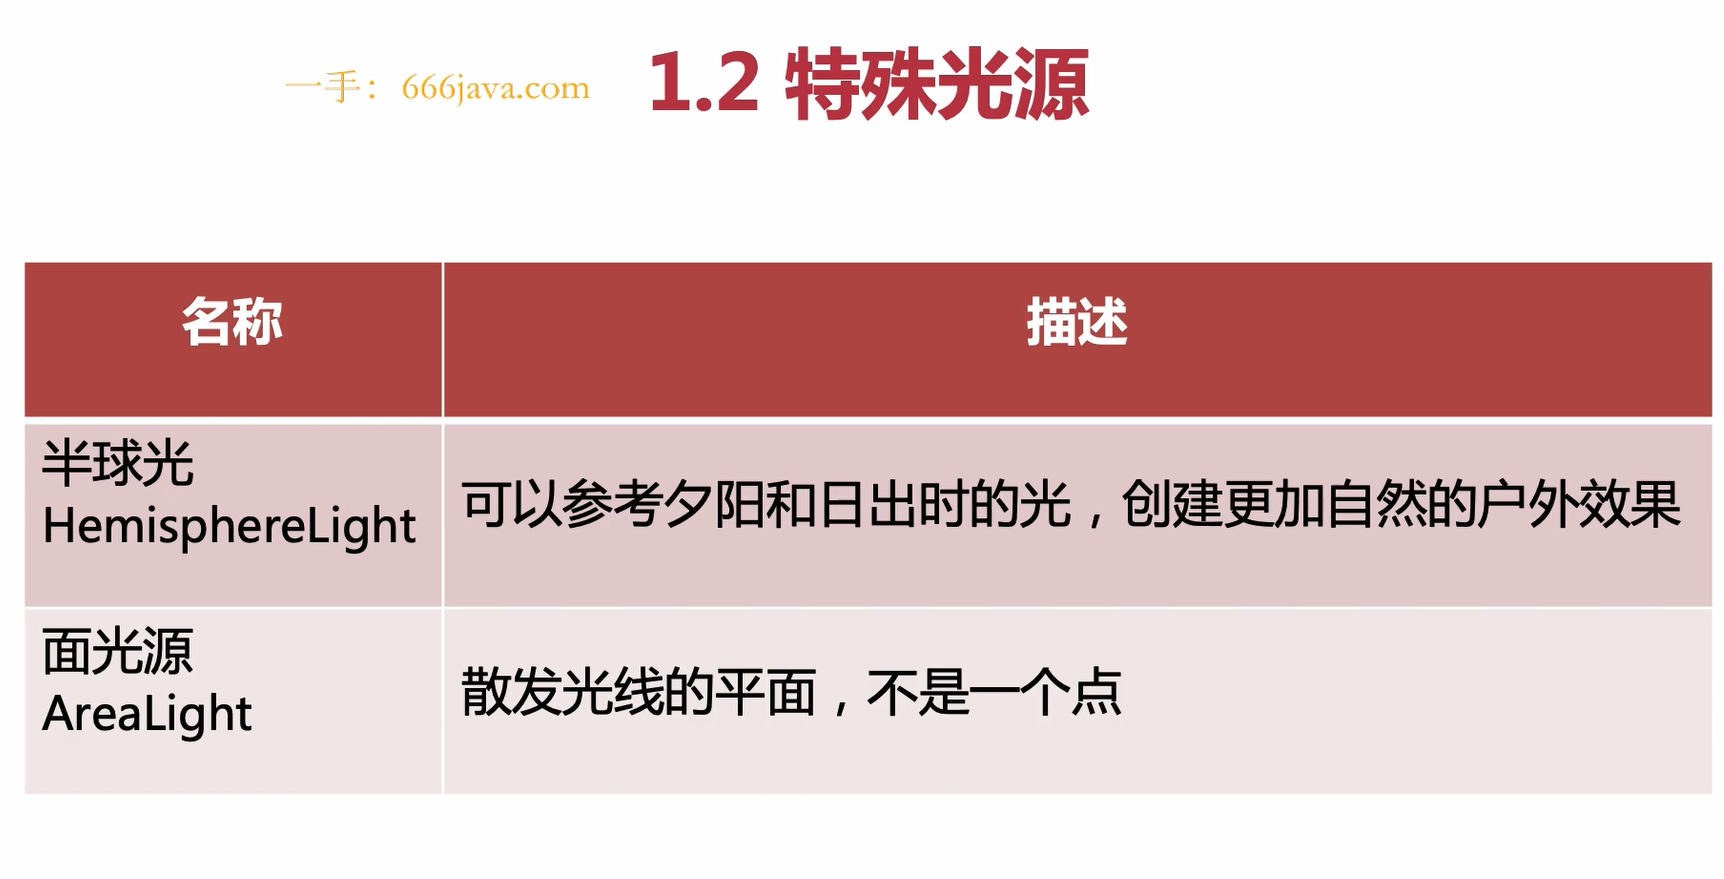 一手：666java.com
1.2 特殊光源
名称
描述
半球光
HemisphereLight
可以参考夕阳和日出时的光，创建更加自然的户外效果
面光源
AreaLight
散发光线的平面，不是一个点